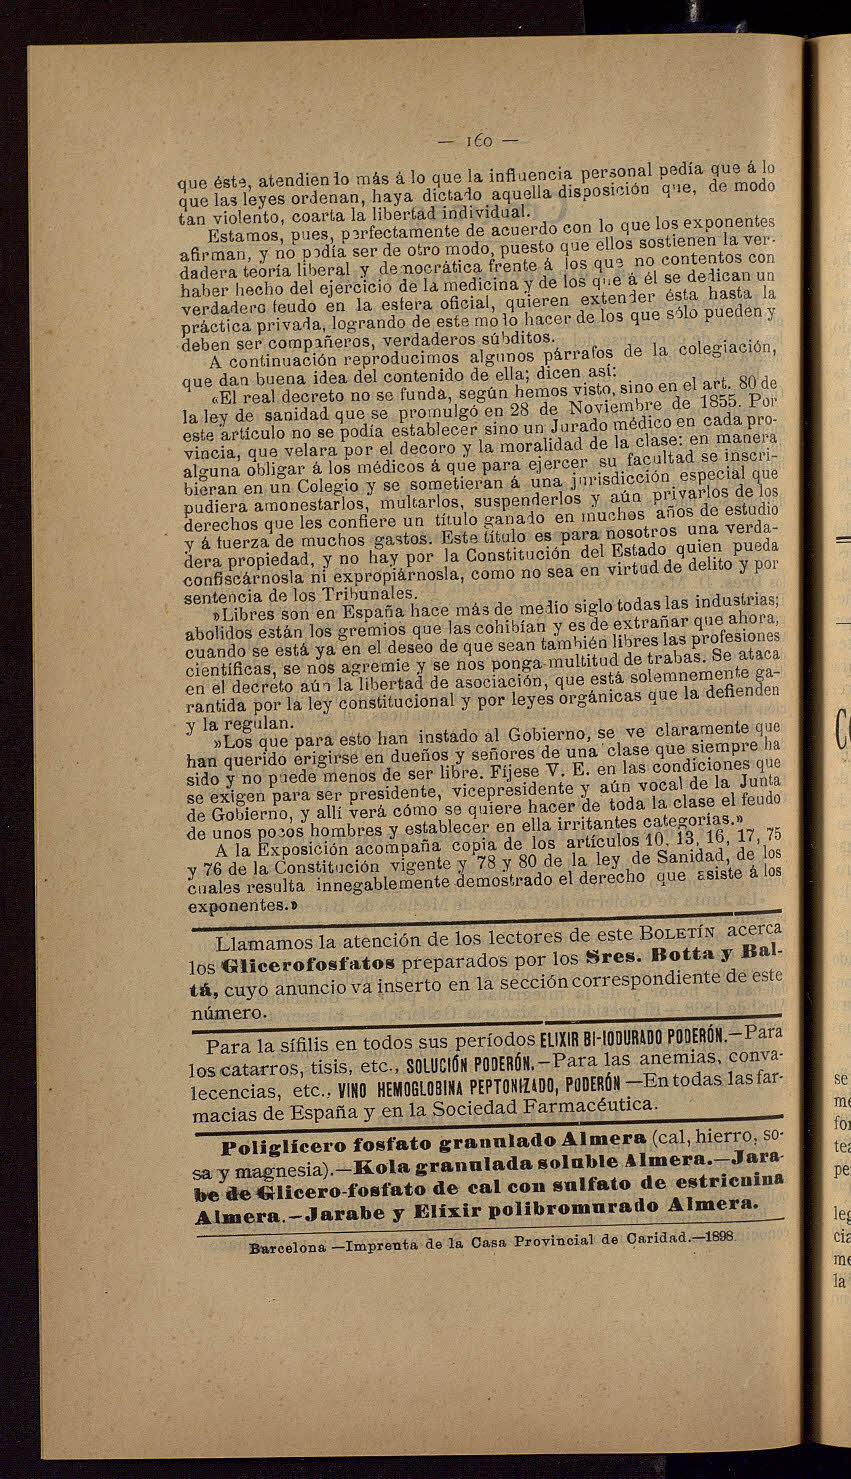 — 160 —
que éste, atendiendo más á lo que la influencia personal pedía que á lo
que las leyes ordenan, haya dictado aquella disposición que, de modo
tan violento, coarta la libertad individual.
Estamos, pues, perfectamente de acuerdo con lo que los exponentes
afirman, y no podía ser de otro modo, puesto que ellos sostienen la ver-
dadera teoría liberal y democrática frente á los que no contentos con
haber hecho del ejercicio de la medicina y de los que á él se dedican un
verdadero feudo en la esfera oficial, quieren extender ésta hasta la
práctica privada, logrando de este modo hacer de los que sólo pueden y
deben ser compañeros, verdaderos súbditos.
A continuación reproducimos algunos párrafos de la colegiación,
que dan buena idea del contenido de ella; dicen así:
«El real decreto no se funda, según hemos visto, sino en el art. 80 de
la ley de sanidad que se promulgó en 28 de Noviembre de 1855. Por
este artículo no se podía establecer sino un Jurado médico en cada pro-
vincia, que velara por el decoro y la moralidad de la clase: en manera
alguna obligar á los médicos á que para ejercer su facultad se inscri-
bieran en un Colegio y se sometieran á una jurisdicción especial que
pudiera amonestarlos, multarlos, suspenderlos y aún privarlos de los
derechos que les confiere un título ganado en muchos años de estudio
y á fuerza de muchos gastos. Este título es para nosotros una verda-
dera propiedad, y no hay por la Constitución del Estado quien pueda
confiscárnosla ni expropiárnosla, como no sea en virtud de delito y por
sentencia de los Tribunales.
»Libres son en España hace más de medio siglo todas las industrias;
abolidos están los gremios que las cohibían y es de extrañar que ahora,
cuando se está ya en el deseo de que sean también libres las profesiones
científicas, se nos agremie y se nos ponga multitud de trabas. Se ataca
en el decreto aún la libertad de asociación, que está solemnemente ga-
rantida por la ley constitucional y por leyes orgánicas que la defienden
y la regulan.
»Los que para esto han instado al Gobierno, se ve claramente que
han querido erigirse en dueños y señores de una clase que siempre ha
sido y no puede menos de ser libre. Fíjese V. E. en las condiciones que
se exigen para ser presidente, vicepresidente y aún vocal de la Junta
de Gobierno, y allí verá cómo se quiere hacer de toda la clase el feudo
de unos pocos hombres y establecer en ella irritantes categorías.»
A la Exposición acompaña copia de los artículos 10, 13, 16, 17, 75
y 76 de la Constitución vigente y 78 y 80 de la ley de Sanidad, de los
cuales resulta innegablemente demostrado el derecho que asiste á los
exponentes.»
Llamamos la atención de los lectores de este BOLETÍN acerca
los Glicerofosfatos preparados por los Sres. Botta y Bal-
tá, cuyo anuncio va inserto en la sección correspondiente de este
número.
Para la sífilis en todos sus períodos ELIXIR BI-IODURADO PODERÓN.—Para
los catarros, tisis, etc., SOLUCIÓN PODERÓN.—Para las anemias, conva-
lecencias, etc., VINO HEMOGLOBINA PEPTONIZADO, PODERÓN —En todas las far-
macias de España y en la Sociedad Farmacéutica.
Poliglícero fosfato granulado Almera (cal, hierro, so-
sa y magnesia).—Kola granulada soluble Almera.—Jara-
be de Glicero-fosfato de cal con sulfato de estricnina
Almera.—Jarabe y Elíxir polibromurado Almera.
Barcelona —Imprenta de la Casa Provincial de Caridad.—1898.